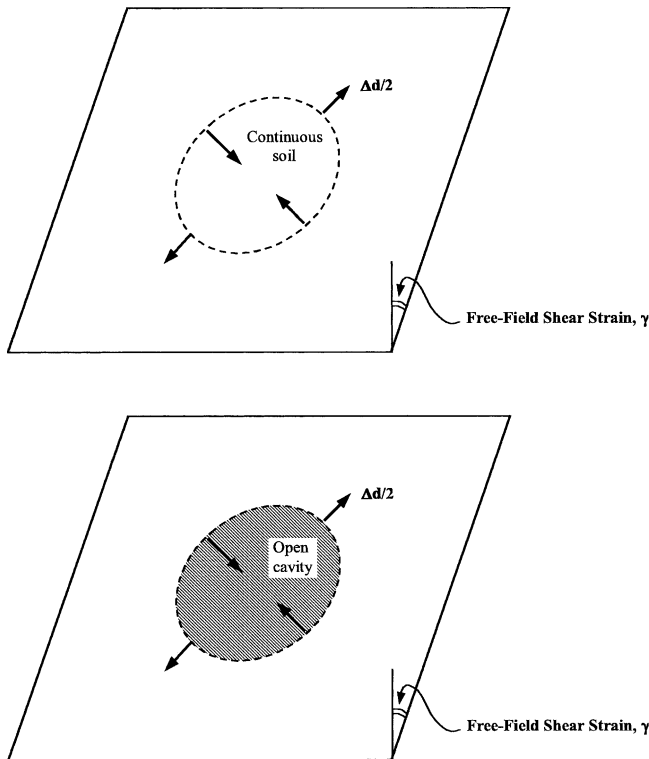 Δd/2
Continuous
soil
Free-Field Shear Strain, γ
Δd/2
Open
cavity
Free-Field Shear Strain, γ